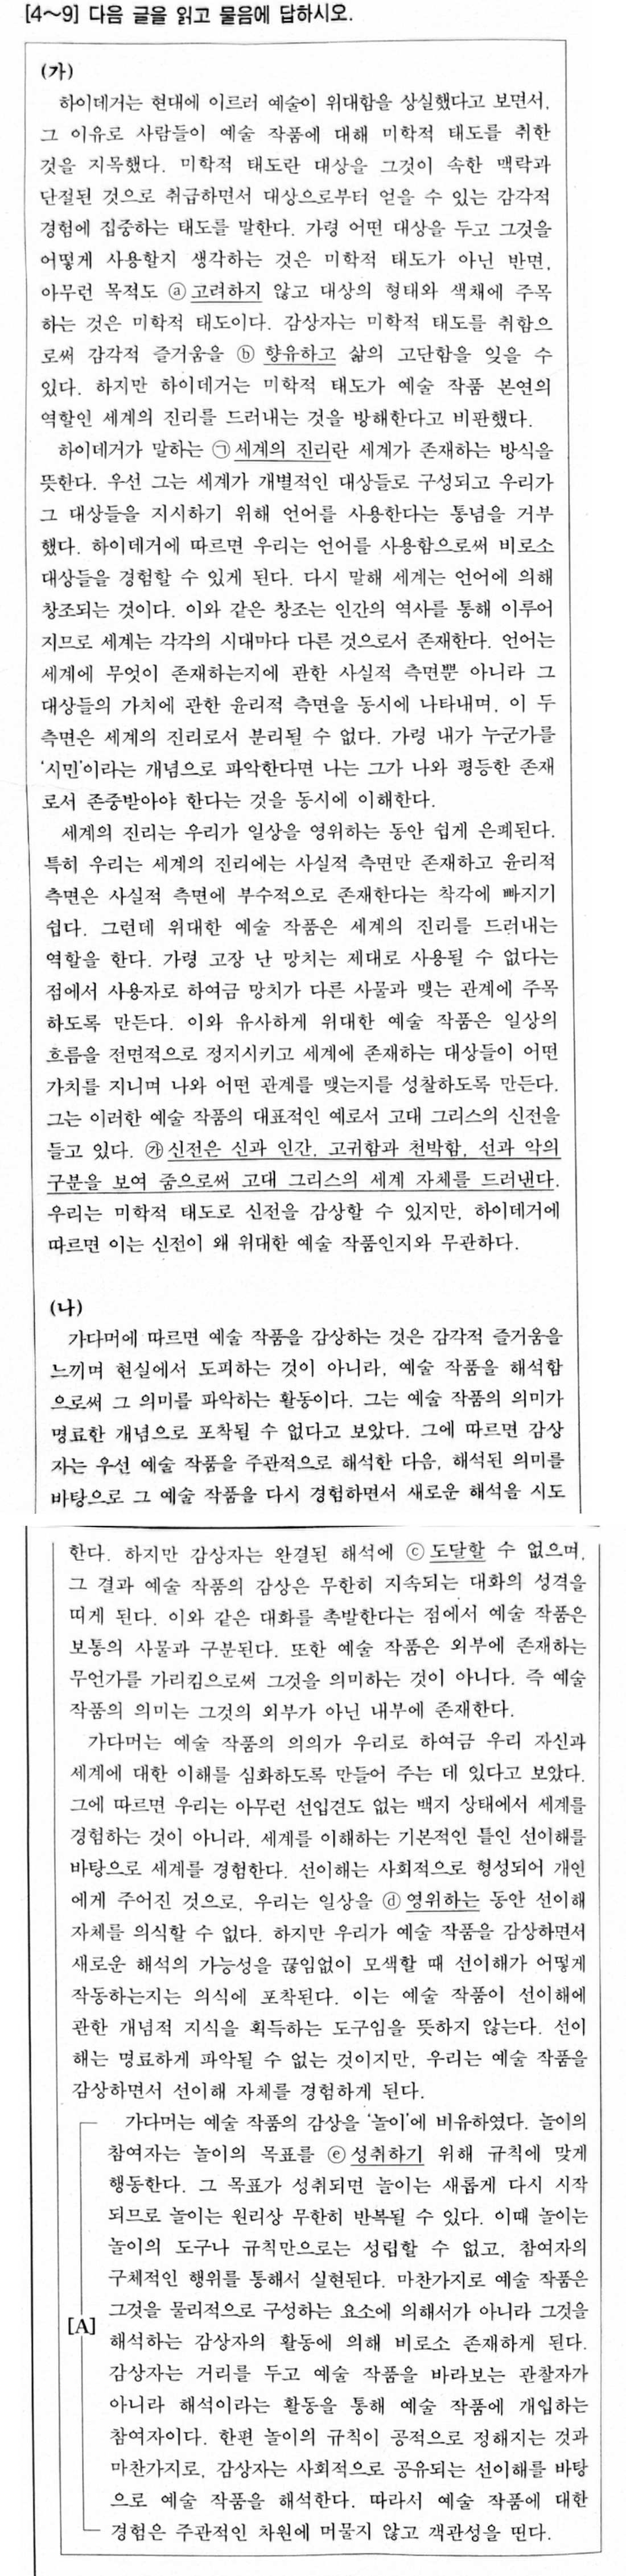 [4~9] 다음 글을 읽고 물음에 답하시오.
(가)
하이데거는 현대에 이르러 예술이 위대함을 상실했다고 보면서,
그 이유로 사람들이 예술 작품에 대해 미학적 태도를 취한
것을 지목했다. 미학적 태도란 대상을 그것이 속한 맥락과
단절된 것으로 취급하면서 대상으로부터 얻을 수 있는 감각적
경험에 집중하는 태도를 말한다. 가령 어떤 대상을 두고 그것을
어떻게 사용할지 생각하는 것은 미학적 태도가 아닌 반면,
아무런 목적도 ⓐ고려하지 않고 대상의 형태와 색채에 주목
하는 것은 미학적 태도이다. 감상자는 미학적 태도를 취함으
로써 감각적 즐거움을 ⓑ향유하고 삶의 고단함을 잊을 수
있다. 하지만 하이데거는 미학적 태도가 예술 작품 본연의
역할인 세계의 진리를 드러내는 것을 방해한다고 비판했다.
하이데거가 말하는 ㉠세계의 진리란 세계가 존재하는 방식을
뜻한다. 우선 그는 세계가 개별적인 대상들로 구성되고 우리가
그 대상들을 지시하기 위해 언어를 사용한다는 통념을 거부
했다. 하이데거에 따르면 우리는 언어를 사용함으로써 비로소
대상들을 경험할 수 있게 된다. 다시 말해 세계는 언어에 의해
창조되는 것이다. 이와 같은 창조는 인간의 역사를 통해 이루어
지므로 세계는 각각의 시대마다 다른 것으로서 존재한다. 언어는
세계에 무엇이 존재하는지에 관한 사실적 측면뿐 아니라 그
대상들의 가치에 관한 윤리적 측면을 동시에 나타내며, 이 두
측면은 세계의 진리로서 분리될 수 없다. 가령 내가 누군가를
‘시민’이라는 개념으로 파악한다면 나는 그가 나와 평등한 존재
로서 존중받아야 한다는 것을 동시에 이해한다.
세계의 진리는 우리가 일상을 영위하는 동안 쉽게 은폐된다.
특히 우리는 세계의 진리에는 사실적 측면만 존재하고 윤리적
측면은 사실적 측면에 부수적으로 존재한다는 착각에 빠지기
쉽다. 그런데 위대한 예술 작품은 세계의 진리를 드러내는
역할을 한다. 가령 고장 난 망치는 제대로 사용될 수 없다는
점에서 사용자로 하여금 망치가 다른 사물과 맺는 관계에 주목
하도록 만든다. 이와 유사하게 위대한 예술 작품은 일상의
흐름을 전면적으로 정지시키고 세계에 존재하는 대상들이 어떤
가치를 지니며 나와 어떤 관계를 맺는지를 성찰하도록 만든다.
그는 이러한 예술 작품의 대표적인 예로서 고대 그리스의 신전을
들고 있다. ㉮신전은 신과 인간, 고귀함과 천박함, 선과 악의
구분을 보여 줌으로써 고대 그리스의 세계 자체를 드러낸다.
우리는 미학적 태도로 신전을 감상할 수 있지만, 하이데거에
따르면 이는 신전이 왜 위대한 예술 작품인지와 무관하다.
(나)
가다머에 따르면 예술 작품을 감상하는 것은 감각적 즐거움을
느끼며 현실에서 도피하는 것이 아니라, 예술 작품을 해석함
으로써 그 의미를 파악하는 활동이다. 그는 예술 작품의 의미가
명료한 개념으로 포착될 수 없다고 보았다. 그에 따르면 감상
자는 우선 예술 작품을 주관적으로 해석한 다음, 해석된 의미를
바탕으로 그 예술 작품을 다시 경험하면서 새로운 해석을 시도
한다. 하지만 감상자는 완결된 해석에 ⓒ도달할 수 없으며,
그 결과 예술 작품의 감상은 무한히 지속되는 대화의 성격을
띠게 된다. 이와 같은 대화를 촉발한다는 점에서 예술 작품은
보통의 사물과 구분된다. 또한 예술 작품은 외부에 존재하는
무언가를 가리킴으로써 그것을 의미하는 것이 아니다. 즉 예술
작품의 의미는 그것의 외부가 아닌 내부에 존재한다.
가다머는 예술 작품의 의의가 우리로 하여금 우리 자신과
세계에 대한 이해를 심화하도록 만들어 주는 데 있다고 보았다.
그에 따르면 우리는 아무런 선입견도 없는 백지 상태에서 세계를
경험하는 것이 아니라, 세계를 이해하는 기본적인 틀인 선이해를
바탕으로 세계를 경험한다. 선이해는 사회적으로 형성되어 개인
에게 주어진 것으로, 우리는 일상을 ⓓ영위하는 동안 선이해
자체를 의식할 수 없다. 하지만 우리가 예술 작품을 감상하면서
새로운 해석의 가능성을 끊임없이 모색할 때 선이해가 어떻게
작동하는지는 의식에 포착된다. 이는 예술 작품이 선이해에
관한 개념적 지식을 획득하는 도구임을 뜻하지 않는다. 선이
해는 명료하게 파악될 수 없는 것이지만, 우리는 예술 작품을
감상하면서 선이해 자체를 경험하게 된다.
가다머는 예술 작품의 감상을 ‘놀이’에 비유하였다. 놀이의
참여자는 놀이의 목표를 ⓔ성취하기 위해 규칙에 맞게
행동한다. 그 목표가 성취되면 놀이는 새롭게 다시 시작
되므로 놀이는 원리상 무한히 반복될 수 있다. 이때 놀이는
놀이의 도구나 규칙만으로는 성립할 수 없고, 참여자의
구체적인 행위를 통해서 실현된다. 마찬가지로 예술 작품은
[A] 그것을 물리적으로 구성하는 요소에 의해서가 아니라 그것을
해석하는 감상자의 활동에 의해 비로소 존재하게 된다.
감상자는 거리를 두고 예술 작품을 바라보는 관찰자가
아니라 해석이라는 활동을 통해 예술 작품에 개입하는
참여자이다. 한편 놀이의 규칙이 공적으로 정해지는 것과
마찬가지로, 감상자는 사회적으로 공유되는 선이해를 바탕
으로 예술 작품을 해석한다. 따라서 예술 작품에 대한
경험은 주관적인 차원에 머물지 않고 객관성을 띤다.